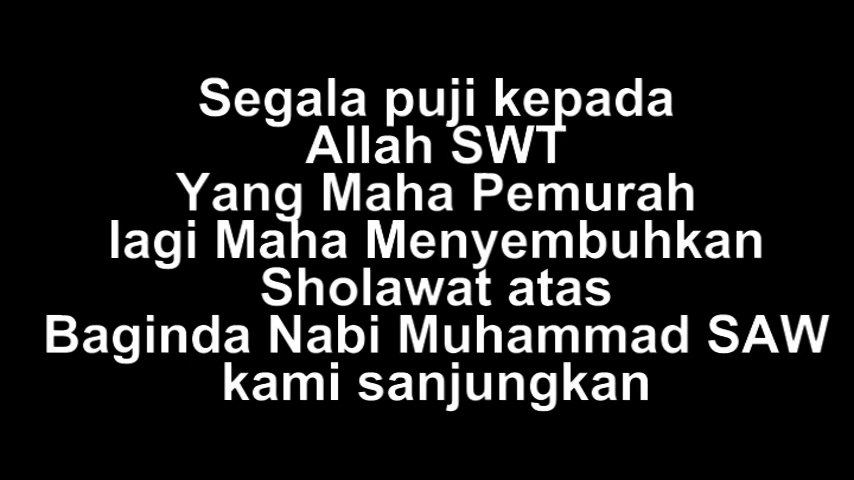 Segala puji kepada
Allah SWT
Yang Maha Pemurah
lagi Maha Menyembuhkan
Sholawat atas
Baginda Nabi Muhammad SAW
kami sanjungkan